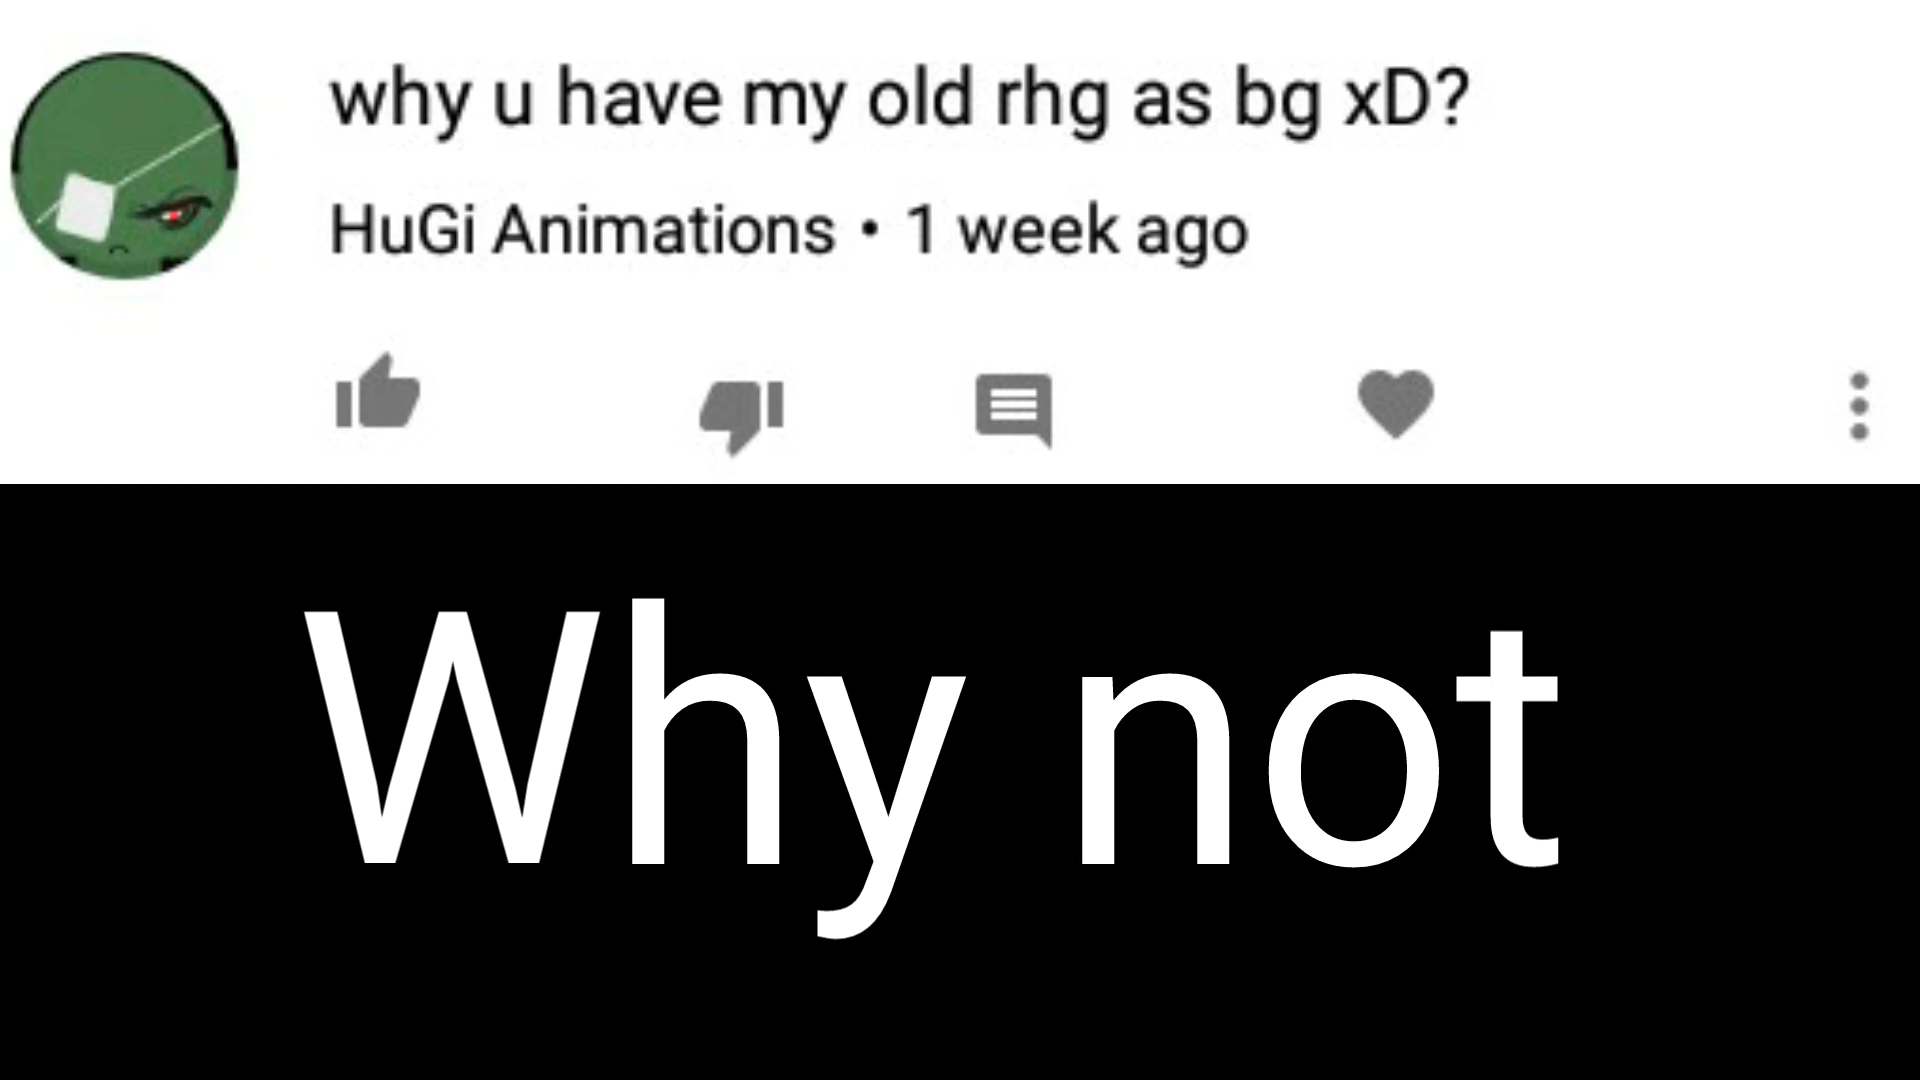 why u have my old rhg as bg xD?
HuGi Animations • 1 week ago
Why not